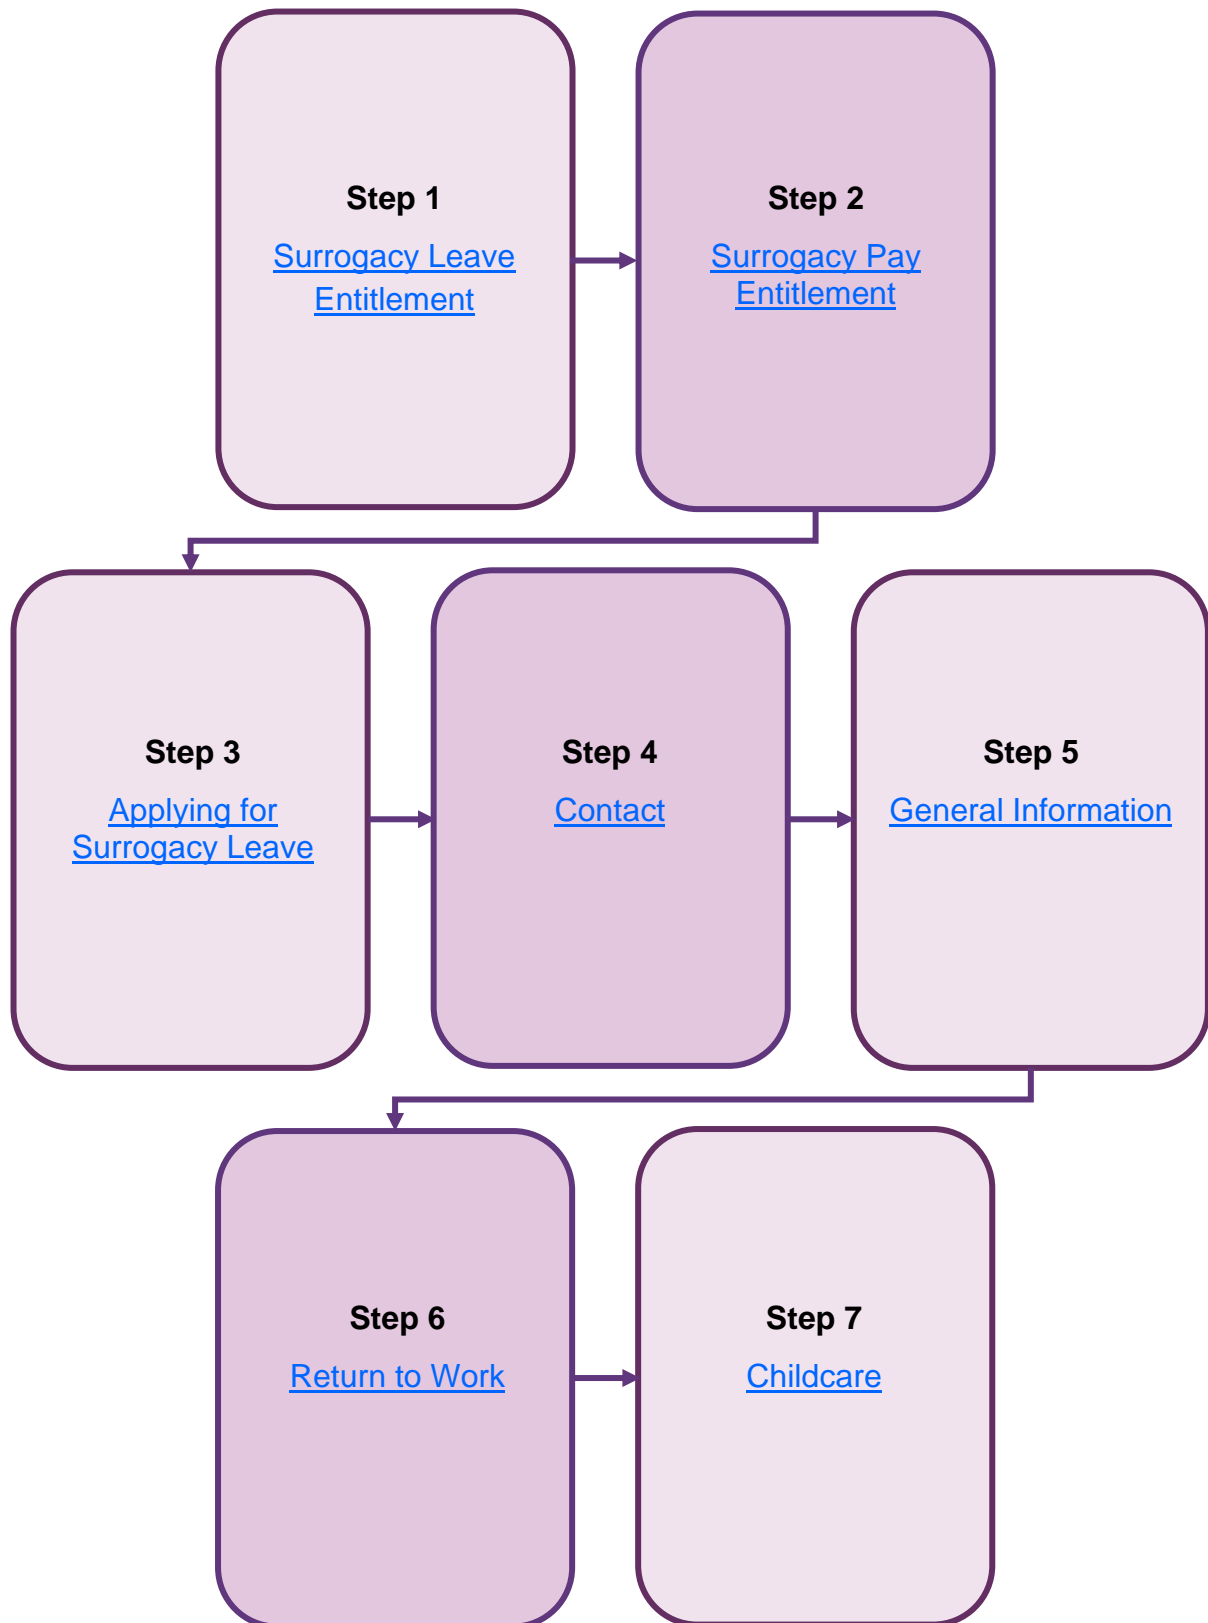 Step 1
Surrogacy Leave
Entitlement
Step 2
Surrogacy Pay
Entitlement
Step 3
Applying for
Surrogacy Leave
Step 4
Contact
Step 5
General Information
Step 6
Return to Work
Step 7
Childcare